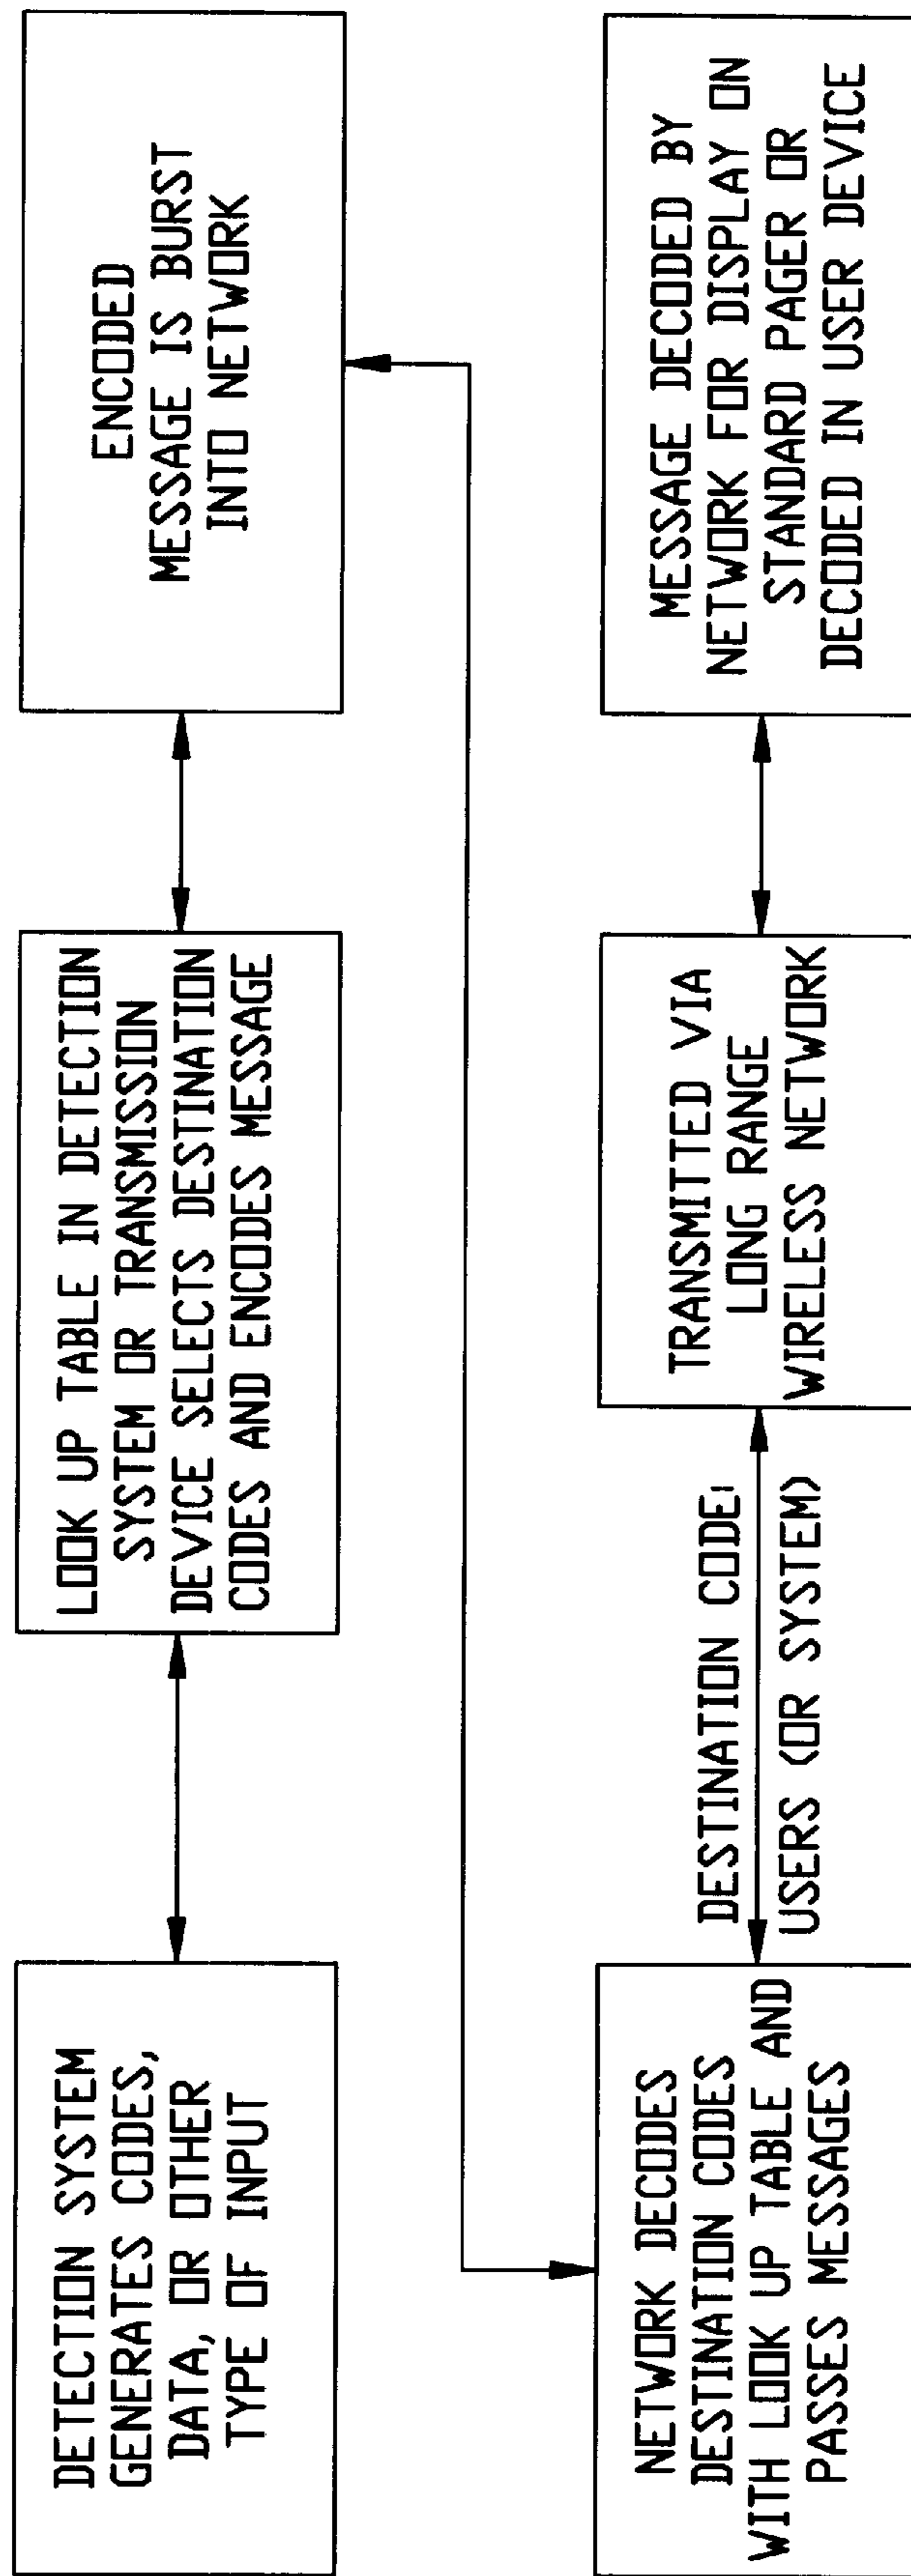 DETECTION SYSTEM
GENERATES CODES,
DATA, OR OTHER
TYPE OF INPUT
LOOK UP TABLE IN DETECTION
SYSTEM OR TRANSMISSION
DEVICE SELECTS DESTINATION
CODES AND ENCODES MESSAGE
ENCODED
MESSAGE IS BURST
INTO NETWORK
NETWORK DECODES
DESTINATION CODES
WITH LOOK UP TABLE AND
PASSES MESSAGES
DESTINATION CODE:
USERS (OR SYSTEM)
TRANSMITTED VIA
LONG RANGE
WIRELESS NETWORK
MESSAGE DECODED BY
NETWORK FOR DISPLAY ON
STANDARD PAGER OR
DECODED IN USER DEVICE